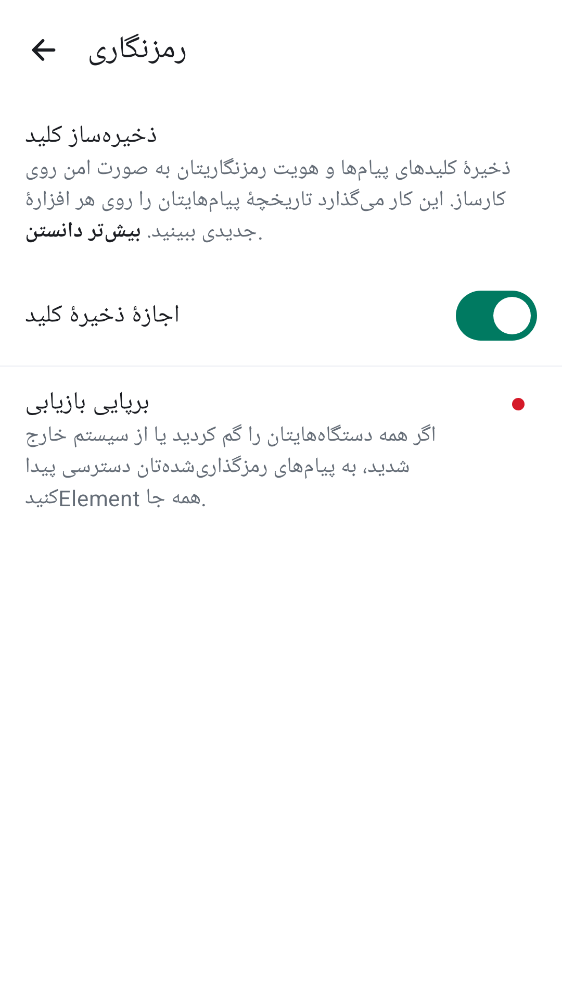 رمزنگاری
ذخیره‌ساز کلید
ذخیرهٔ کلیدهای پیام‌ها و هویت رمزنگاریتان به صورت امن روی
کارساز. این کار می‌گذارد تاریخچهٔ پیام‌هایتان را روی هر افزارهٔ
جدیدی ببینید. بیش‌تر دانستن.
اجازهٔ ذخیرهٔ کلید
برپایی بازیابی
اگر همه دستگاه‌هایتان را گم کردید یا از سیستم خارج
شدید، به پیام‌های رمزگذاری‌شده‌تان دسترسی پیدا
کنیدElement همه جا.